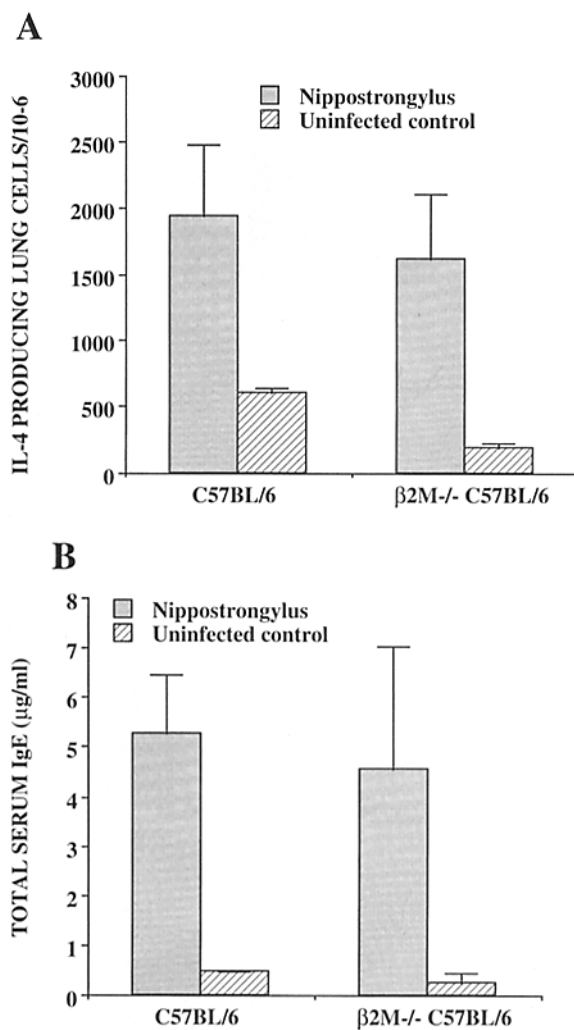 A
IL-4 PRODUCING LUNG CELLS/10-6
3000
2500
2000
1500
1000
500
0
Nippostrongylus
Uninfected control
C57BL/6
β2M-/- C57BL/6
B
TOTAL SERUM IgE (μg/ml)
8
7
6
5
4
3
2
1
0
Nippostrongylus
Uninfected control
C57BL/6
β2M-/- C57BL/6